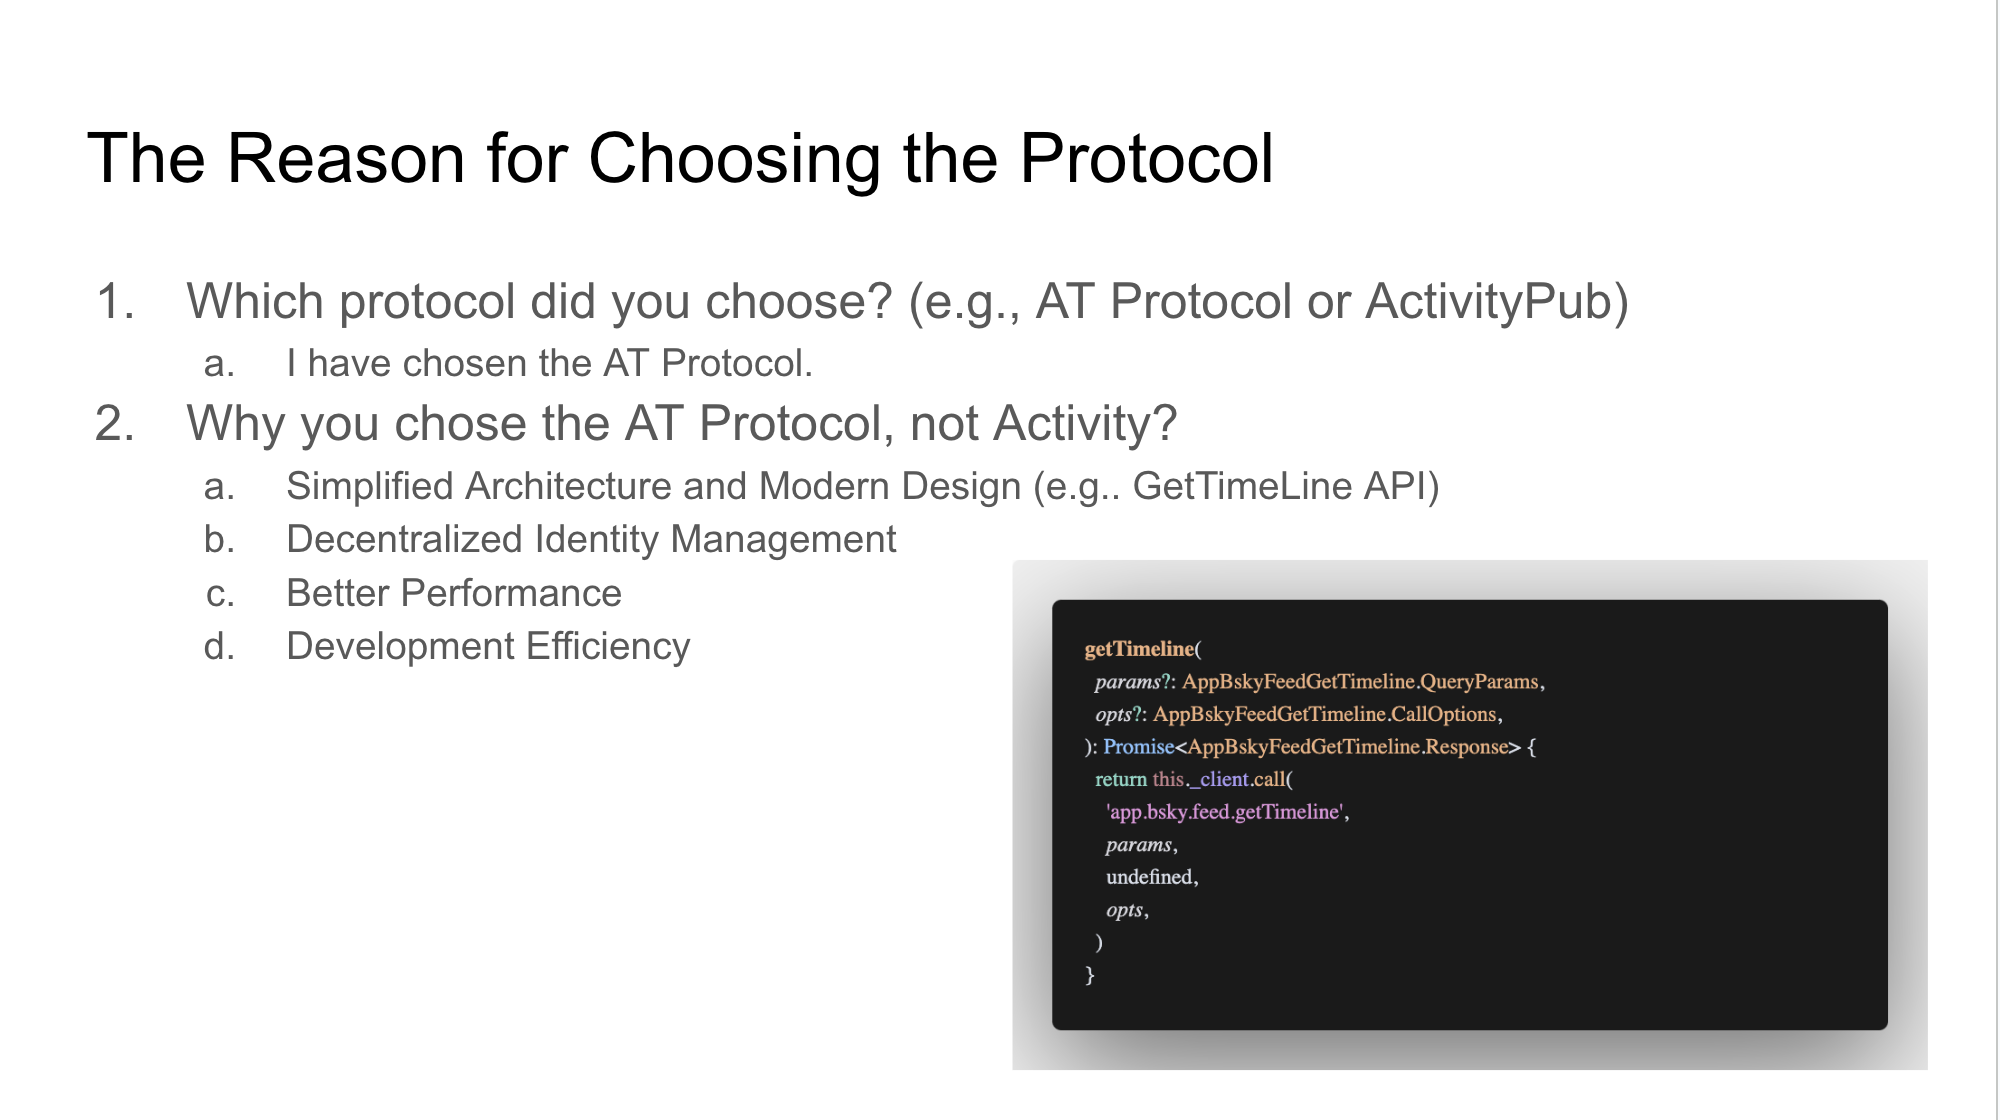 The Reason for Choosing the Protocol
1. Which protocol did you choose? (e.g., AT Protocol or ActivityPub)
a. I have chosen the AT Protocol.
2. Why you chose the AT Protocol, not Activity?
a. Simplified Architecture and Modern Design (e.g.. GetTimeLine API)
b. Decentralized Identity Management
c. Better Performance
d. Development Efficiency
getTimeline(
params?: AppBskyFeedGetTimeline.QueryParams,
opts?: AppBskyFeedGetTimeline.CallOptions,
): Promise<AppBskyFeedGetTimeline.Response> {
return this._client.call(
'app.bsky.feed.getTimeline',
params,
undefined,
opts,
)
}